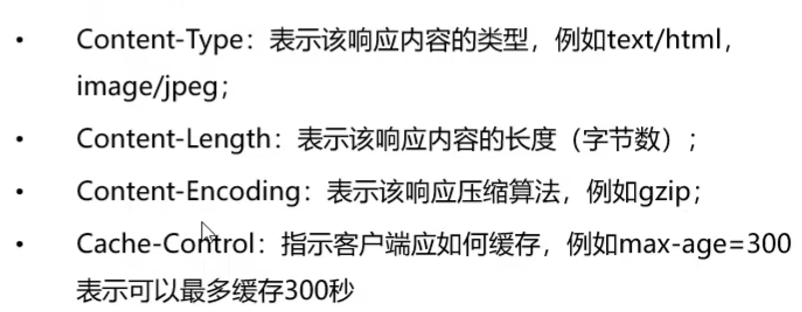 • Content-Type：表示该响应内容的类型，例如text/html，
image/jpeg；
• Content-Length：表示该响应内容的长度（字节数）；
• Content-Encoding：表示该响应压缩算法，例如gzip；
• Cache-Control：指示客户端应如何缓存，例如max-age=300
表示可以最多缓存300秒